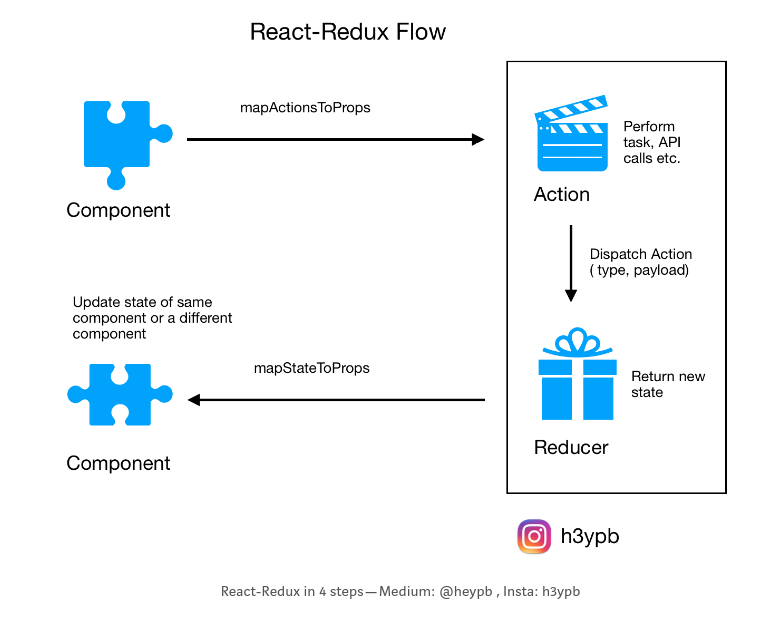 React-Redux Flow
mapActionsToProps
Perform
task, API
calls etc.
Component
Action
Dispatch Action
( type, payload)
Update state of same
component or a different
component
mapStateToProps
Return new
state
Reducer
Component
h3ypb
React-Redux in 4 steps — Medium: @heypb , Insta: h3ypb